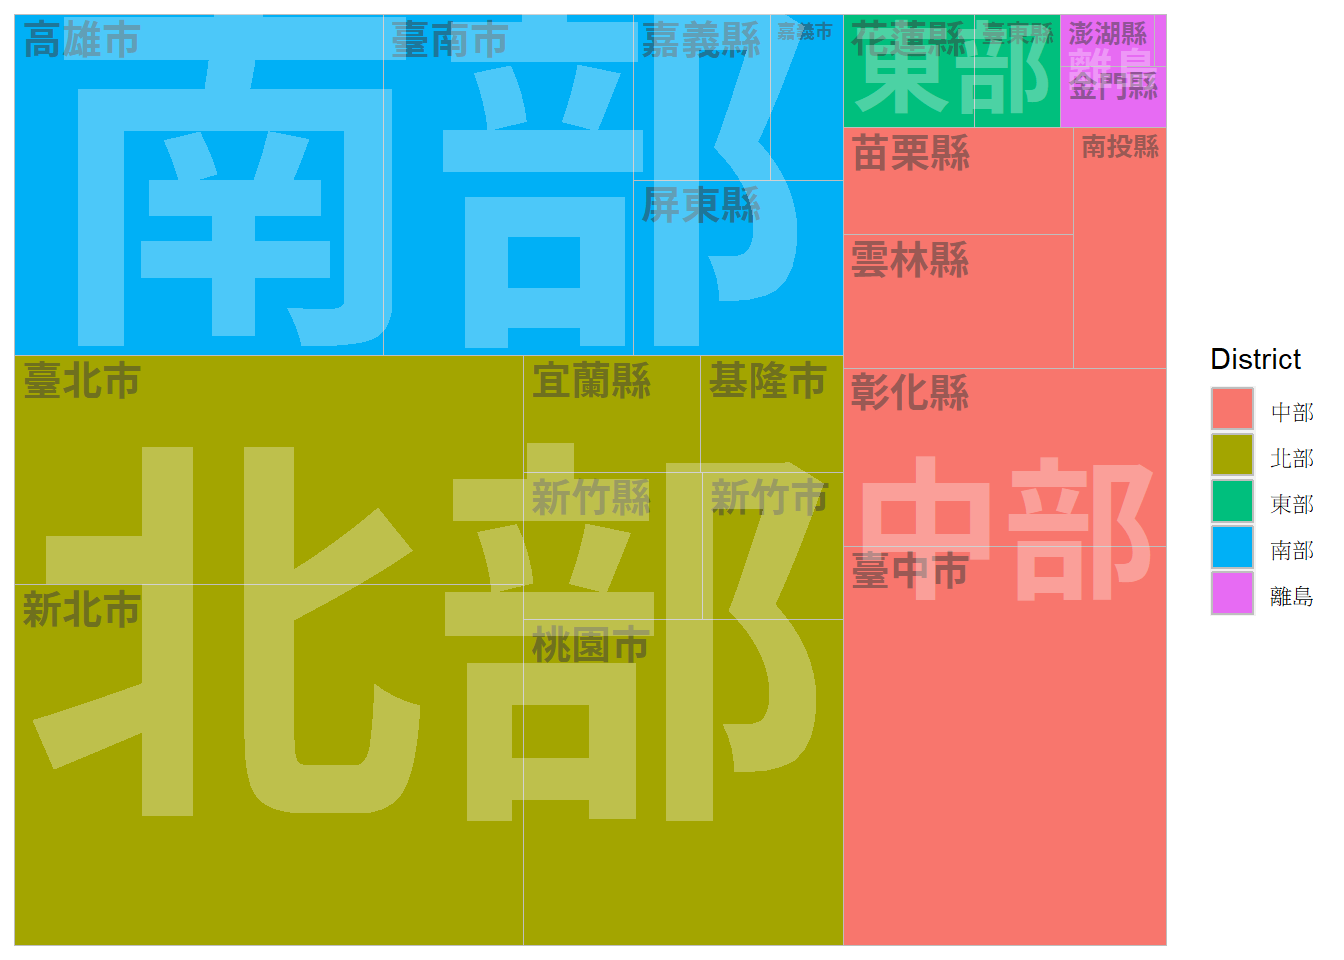 高雄市
臺南市
嘉義縣
嘉義市
屏東縣
南部
花蓮縣
臺東縣
東部
澎湖縣
離島
金門縣
苗栗縣
南投縣
雲林縣
彰化縣
中部
臺中市
臺北市
宜蘭縣
基隆市
新竹縣
新竹市
北部
新北市
桃園市
District
中部
北部
東部
南部
離島